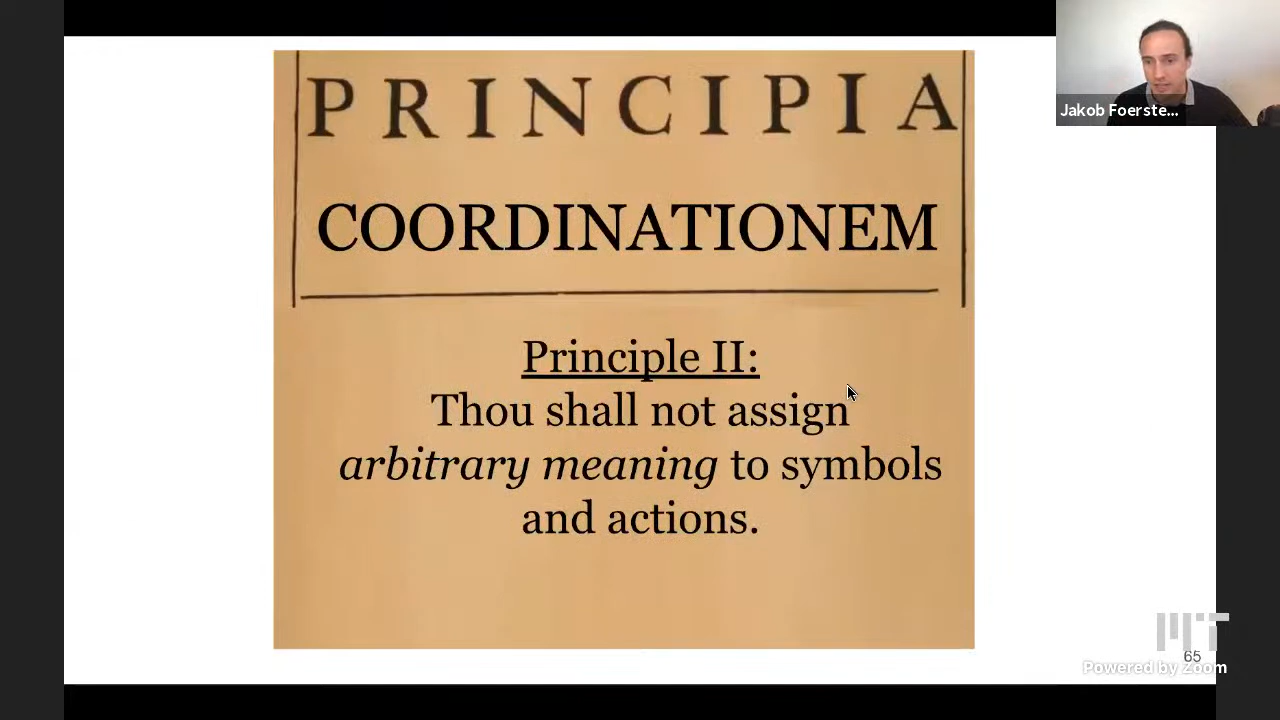 PRINCIPIA
COORDINATIONEM
Principle II:
Thou shall not assign
arbitrary meaning to symbols
and actions.
Jakob Foerste...
MIT
65
Powered by Zoom